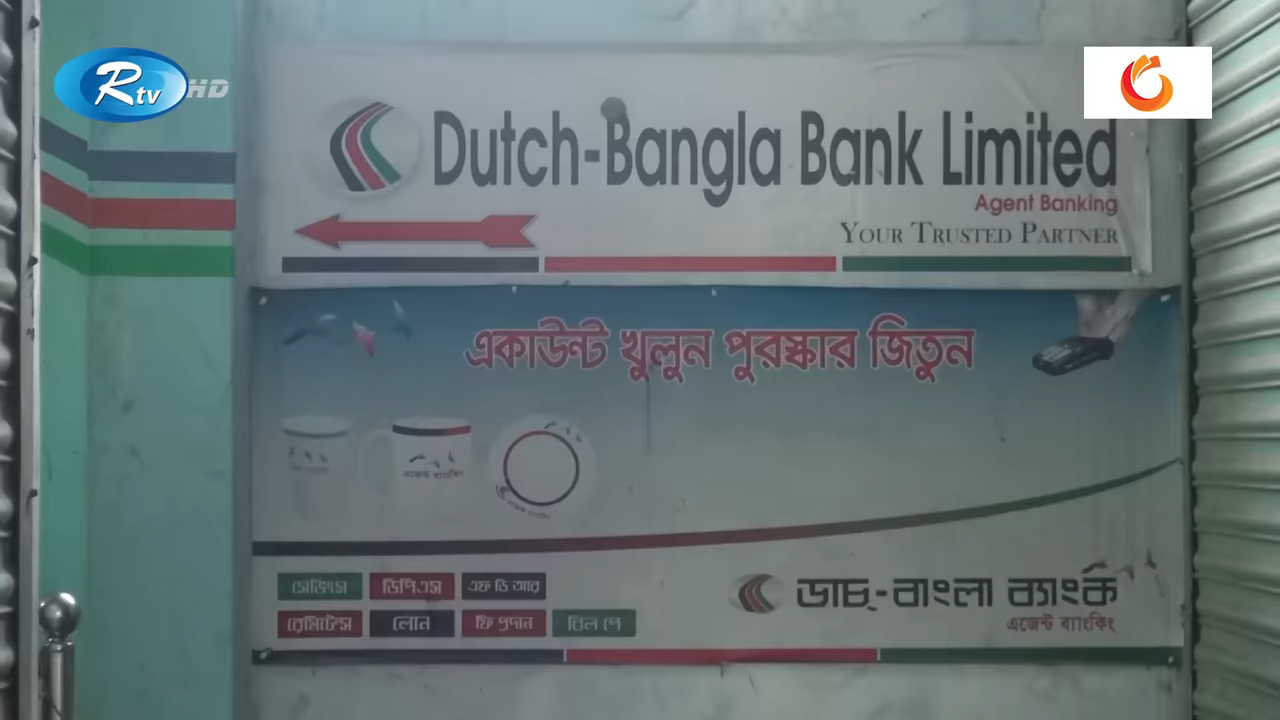 Rtv HD
Dutch-Bangla Bank Limited
Agent Banking
YOUR TRUSTED PARTNER
একাউন্ট খুলুন পুরস্কার জিতুন
এজেন্ট ব্যাংকিং
সেভিংস ডিপিএস এফ ডি আর
রেমিটেন্স লোন ফি প্রদান বিল পে
ডাচ্-বাংলা ব্যাংক
এজেন্ট ব্যাংকিং